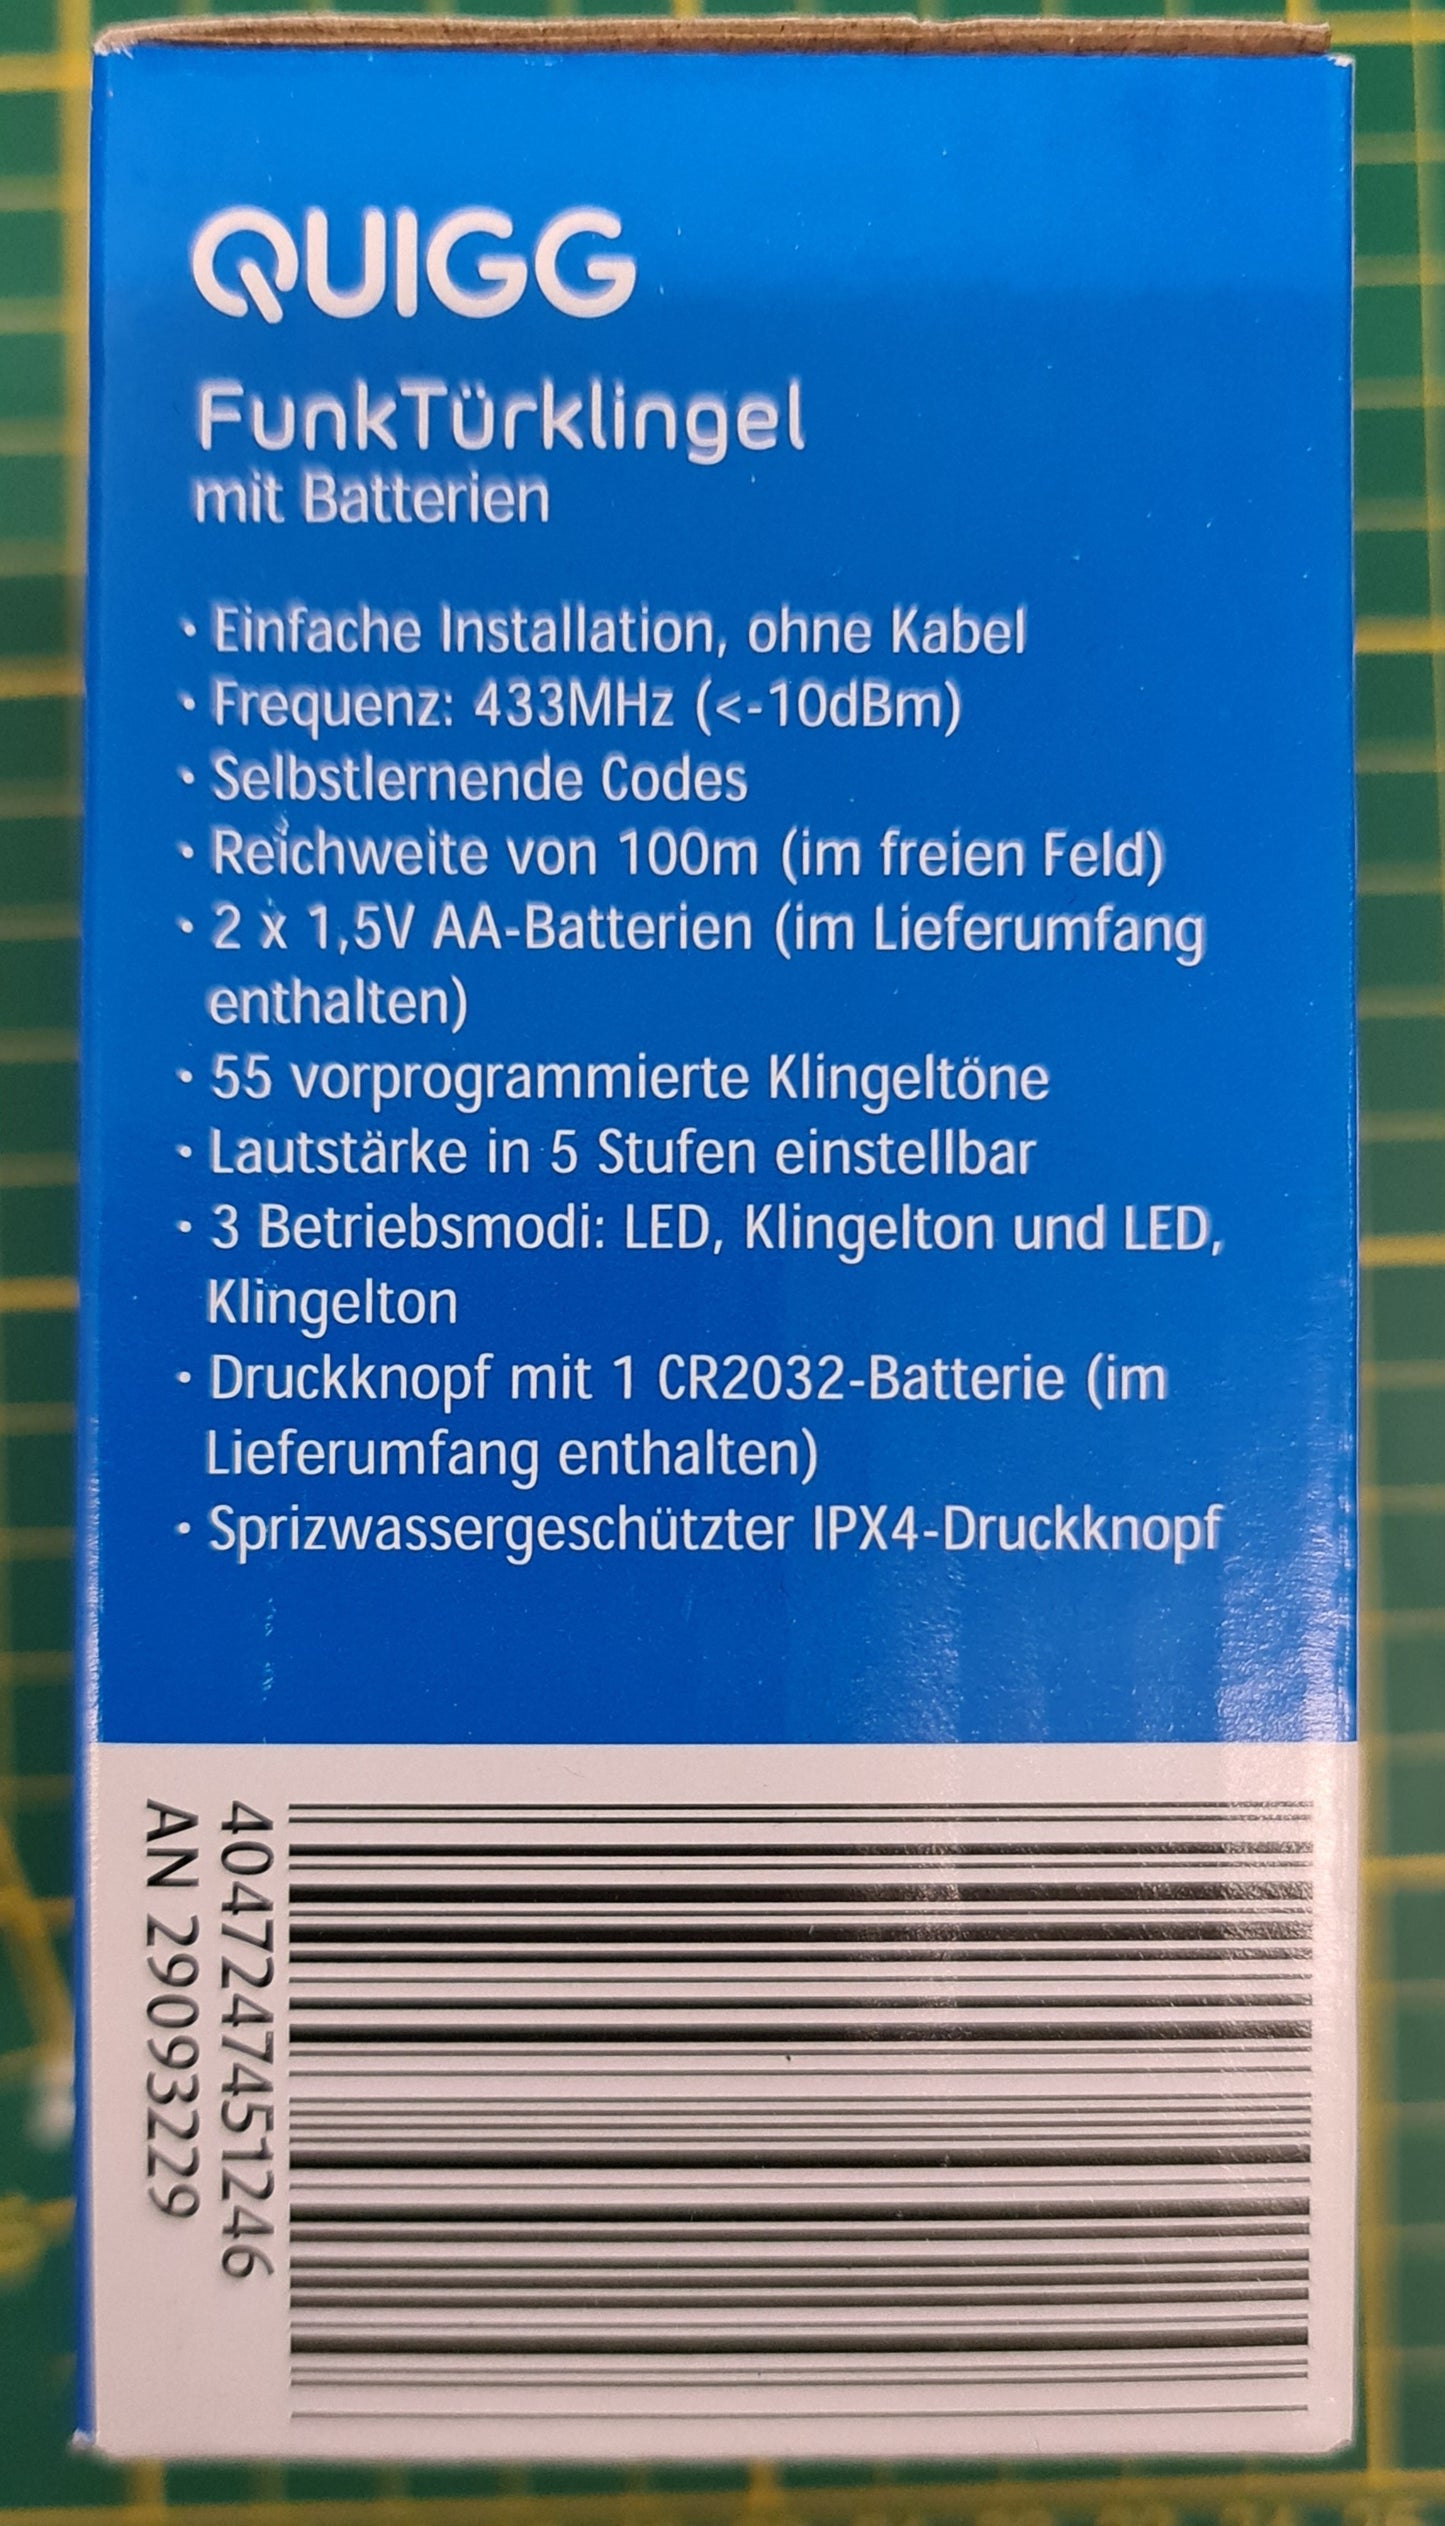 QUIGG
FunkTürklingel
mit Batterien
· Einfache Installation, ohne Kabel
· Frequenz: 433MHz (<-10dBm)
· Selbstlernende Codes
· Reichweite von 100m (im freien Feld)
· 2 x 1,5V AA-Batterien (im Lieferumfang
enthalten)
· 55 vorprogrammierte Klingeltöne
· Lautstärke in 5 Stufen einstellbar
· 3 Betriebsmodi: LED, Klingelton und LED,
Klingelton
· Druckknopf mit 1 CR2032-Batterie (im
Lieferumfang enthalten)
· Sprizwassergeschützter IPX4-Druckknopf
4047247451246
AN 29093229